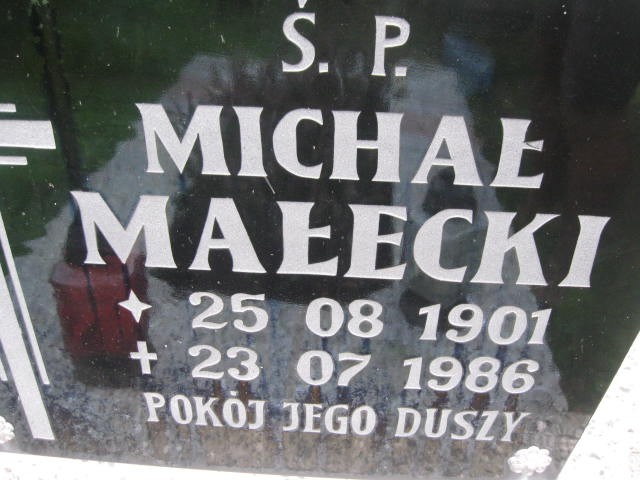 Ś. P.
MICHAŁ
MAŁECKI
✦ 25 08 1901
✝ 23 07 1986
POKÓJ JEGO DUSZY